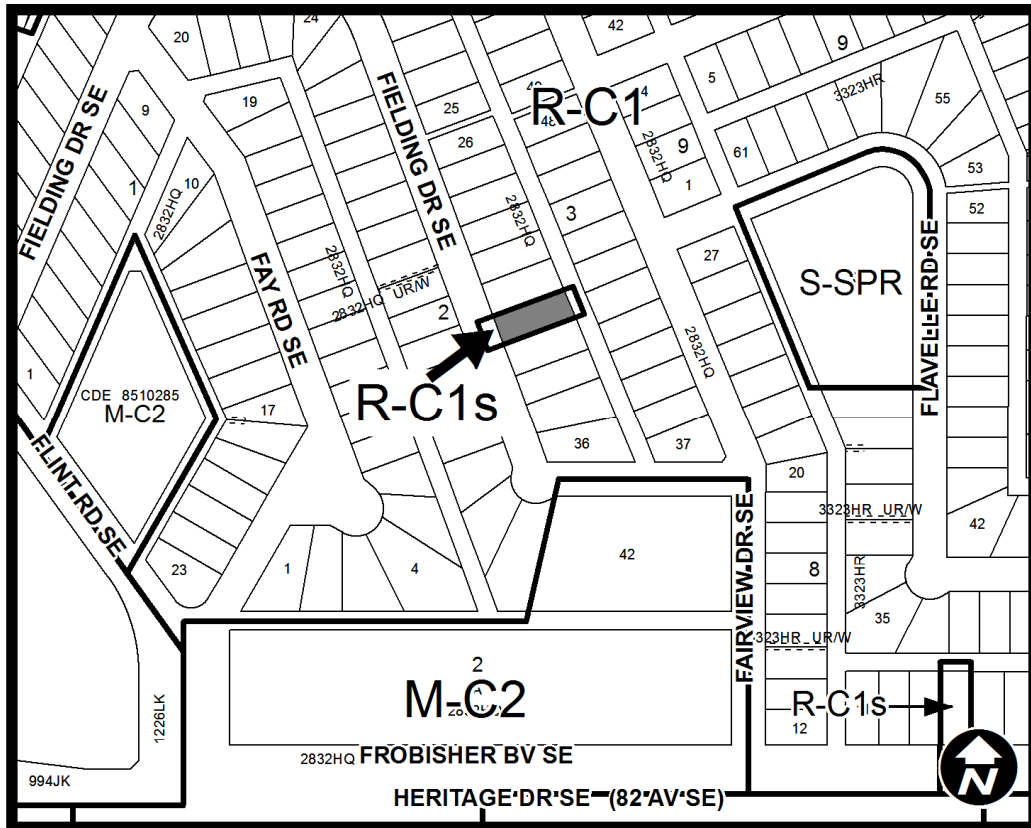 24
42
20
9
5
3323HR
55
FIELDING DR SE
19
25
R-C1
4
48
26
2832HQ
9
9
61
53
1
10
1
2832HQ
FIELDING DR SE
2832HQ
3
52
FAY RD SE
2832HQ
27
S-SPR
FLAVELLE RD SE
2832HQ UR/W
2
2832HQ
1
CDE 8510285
M-C2
R-C1s
17
FLINT RD SE
36
37
20
3323HR UR/W
42
42
FAIRVIEW DR SE
23
1
4
8
3323HR
35
3323HR UR/W
2
M-C2
R-C1s
12
1226LK
2832HQ FROBISHER BV SE
N
994JK
HERITAGE DR SE (82 AV SE)